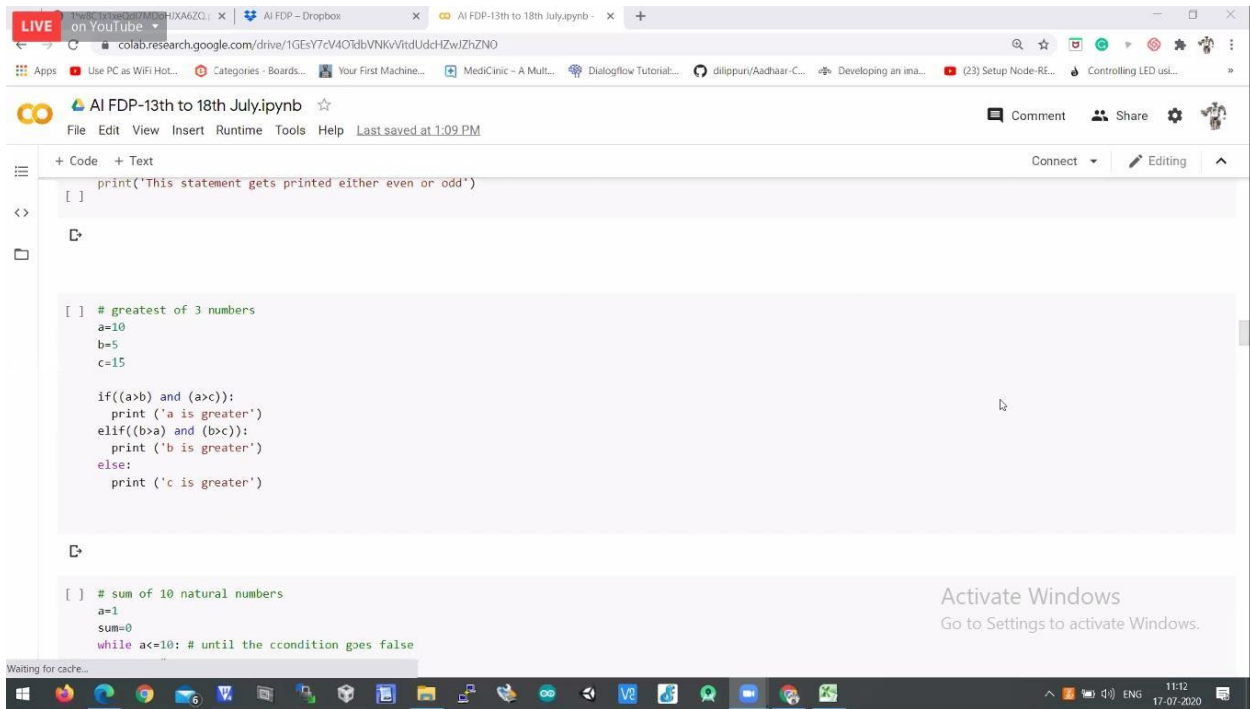 LIVE
on YouTube
AI FDP – Dropbox
AI FDP-13th to 18th July.ipynb -
colab.research.google.com/drive/1GEsY7cV4OTdbVNKvVitdUdcHZwJZhZNO
Apps
Use PC as WiFi Hot...
Categories - Boards...
Your First Machine...
MediClinic – A Mult...
Dialogflow Tutorial:...
dilippuri/Aadhaar-C...
Developing an ima...
(23) Setup Node-RE...
Controlling LED usi...
»
CO
AI FDP-13th to 18th July.ipynb
Comment
Share
File Edit View Insert Runtime Tools Help Last saved at 1:09 PM
+ Code + Text
Connect
Editing
print('This statement gets printed either even or odd')
[ ]
[ ] # greatest of 3 numbers
a=10
b=5
c=15
if((a>b) and (a>c)):
print ('a is greater')
elif((b>a) and (b>c)):
print ('b is greater')
else:
print ('c is greater')
[ ] # sum of 10 natural numbers
a=1
sum=0
while a<=10: # until the ccondition goes false
Activate Windows
Go to Settings to activate Windows.
Waiting for cache...
6
ENG
11:12
17-07-2020